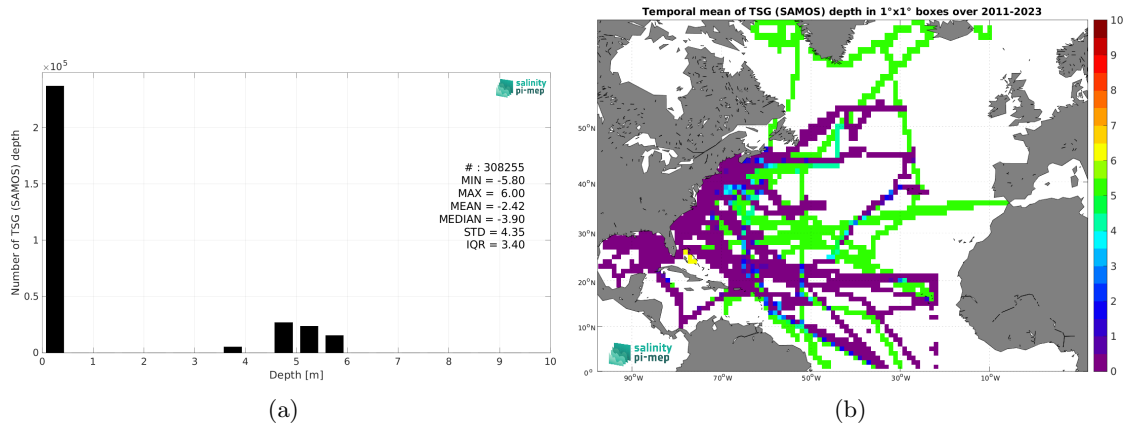 Temporal mean of TSG (SAMOS) depth in 1°x1° boxes over 2011-2023
×10⁵
salinity
pi-mep
Number of TSG (SAMOS) depth
2
1.5
1
0.5
0
# : 308255
MIN = -5.80
MAX = 6.00
MEAN = -2.42
MEDIAN = -3.90
STD = 4.35
IQR = 3.40
0 1 2 3 4 5 6 7 8 9 10
Depth [m]
(a)
50°N
40°N
30°N
20°N
10°N
0°
90°W 70°W 50°W 30°W 10°W
salinity
pi-mep
10
9
8
7
6
5
4
3
2
1
0
(b)